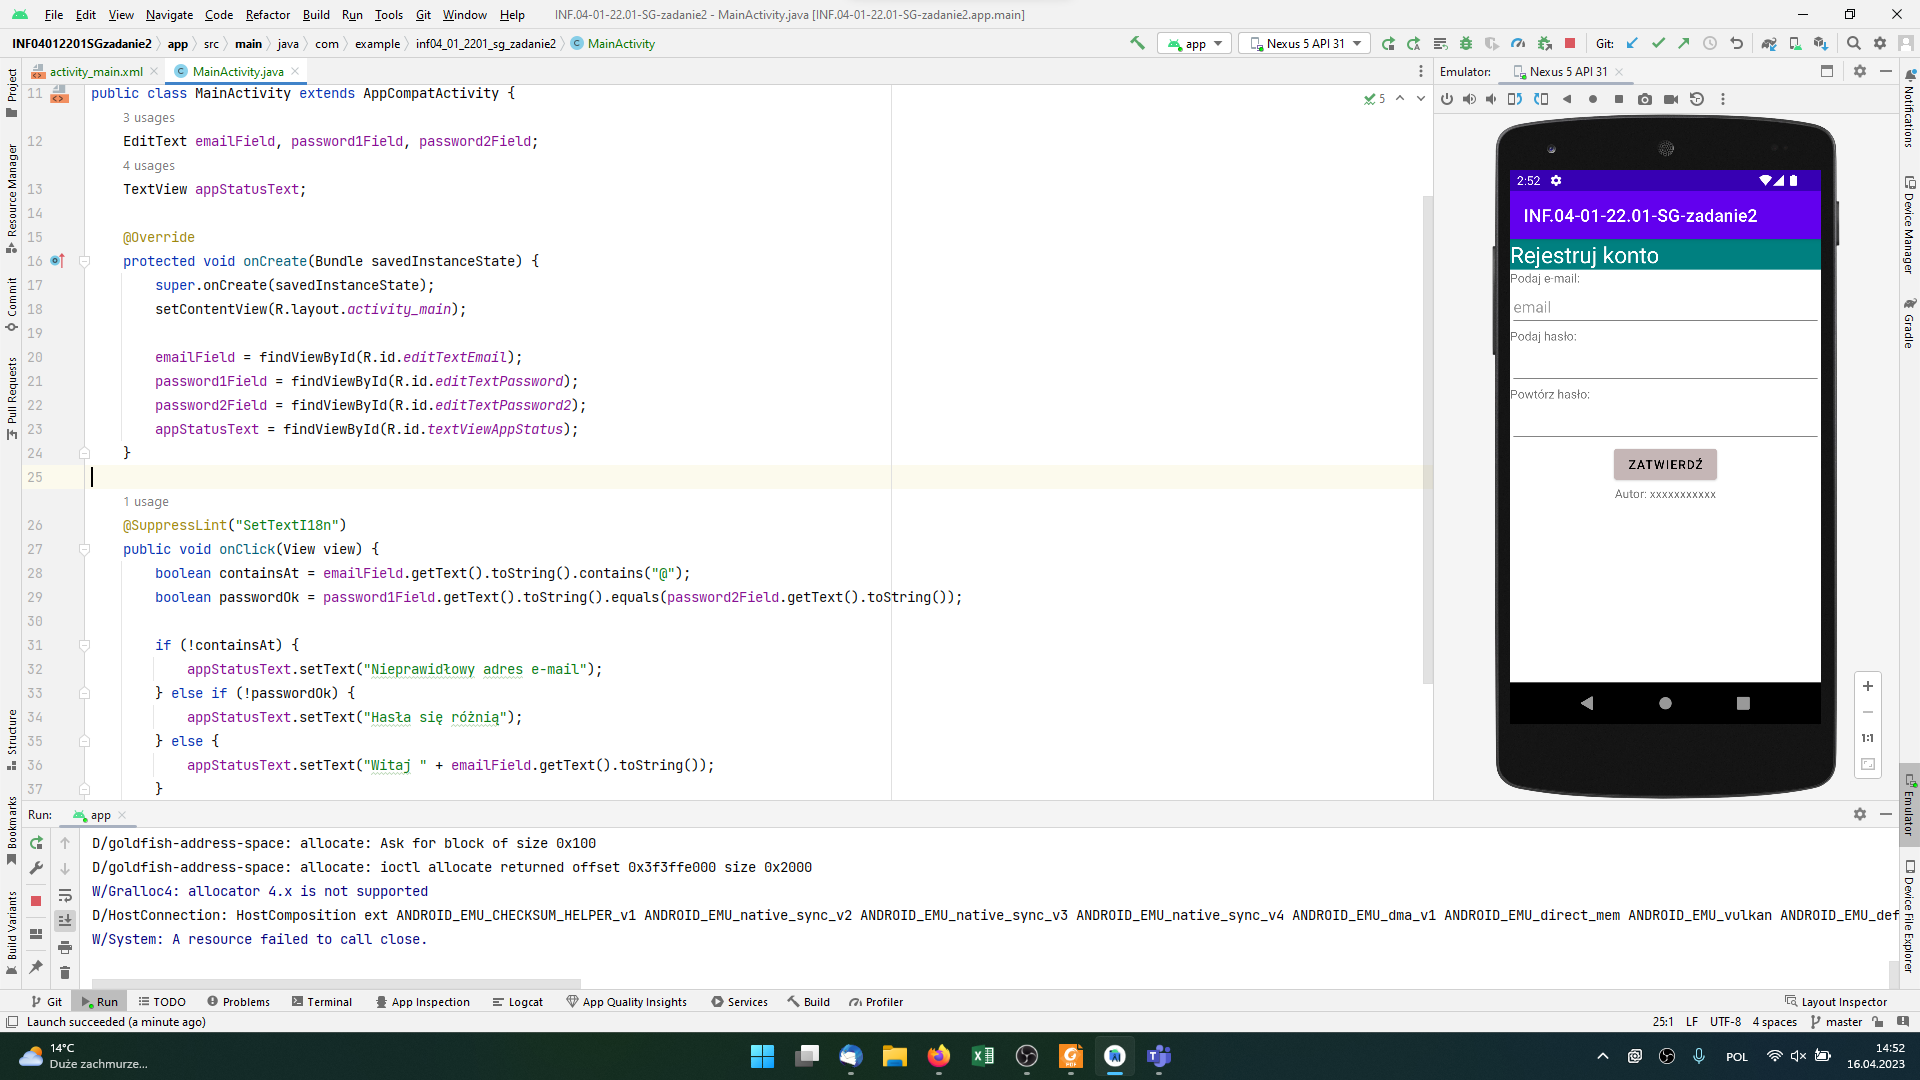 File Edit View Navigate Code Refactor Build Run Tools Git Window Help INF.04-01-22.01-SG-zadanie2 - MainActivity.java [INF.04-01-22.01-SG-zadanie2.app.main]
INF04012201SGzadanie2 app src main java com example inf04_01_2201_sg_zadanie2 MainActivity app Nexus 5 API 31 Git:
activity_main.xml MainActivity.java Emulator: Nexus 5 API 31
Project
Resource Manager
Commit
Pull Requests
Structure
Bookmarks
Build Variants
5
11 public class MainActivity extends AppCompatActivity {
3 usages
12 EditText emailField, password1Field, password2Field;
4 usages
13 TextView appStatusText;
14
15 @Override
16 protected void onCreate(Bundle savedInstanceState) {
17 super.onCreate(savedInstanceState);
18 setContentView(R.layout.activity_main);
19
20 emailField = findViewById(R.id.editTextEmail);
21 password1Field = findViewById(R.id.editTextPassword);
22 password2Field = findViewById(R.id.editTextPassword2);
23 appStatusText = findViewById(R.id.textViewAppStatus);
24 }
25
1 usage
26 @SuppressLint("SetTextI18n")
27 public void onClick(View view) {
28 boolean containsAt = emailField.getText().toString().contains("@");
29 boolean passwordOk = password1Field.getText().toString().equals(password2Field.getText().toString());
30
31 if (!containsAt) {
32 appStatusText.setText("Nieprawidłowy adres e-mail");
33 } else if (!passwordOk) {
34 appStatusText.setText("Hasła się różnią");
35 } else {
36 appStatusText.setText("Witaj " + emailField.getText().toString());
37 }
2:52
INF.04-01-22.01-SG-zadanie2
Rejestruj konto
Podaj e-mail:
email
Podaj hasło:
Powtórz hasło:
ZATWIERDŹ
Autor: xxxxxxxxxxx
1:1
Notifications
Device Manager
Gradle
Emulator
Device File Explorer
Run: app
D/goldfish-address-space: allocate: Ask for block of size 0x100
D/goldfish-address-space: allocate: ioctl allocate returned offset 0x3f3ffe000 size 0x2000
W/Gralloc4: allocator 4.x is not supported
D/HostConnection: HostComposition ext ANDROID_EMU_CHECKSUM_HELPER_v1 ANDROID_EMU_native_sync_v2 ANDROID_EMU_native_sync_v3 ANDROID_EMU_native_sync_v4 ANDROID_EMU_dma_v1 ANDROID_EMU_direct_mem ANDROID_EMU_vulkan ANDROID_EMU_def
W/System: A resource failed to call close.
Git Run TODO Problems Terminal App Inspection Logcat App Quality Insights Services Build Profiler Layout Inspector
Launch succeeded (a minute ago) 25:1 LF UTF-8 4 spaces master
14°C
Duże zachmurze...
POL
14:52
16.04.2023